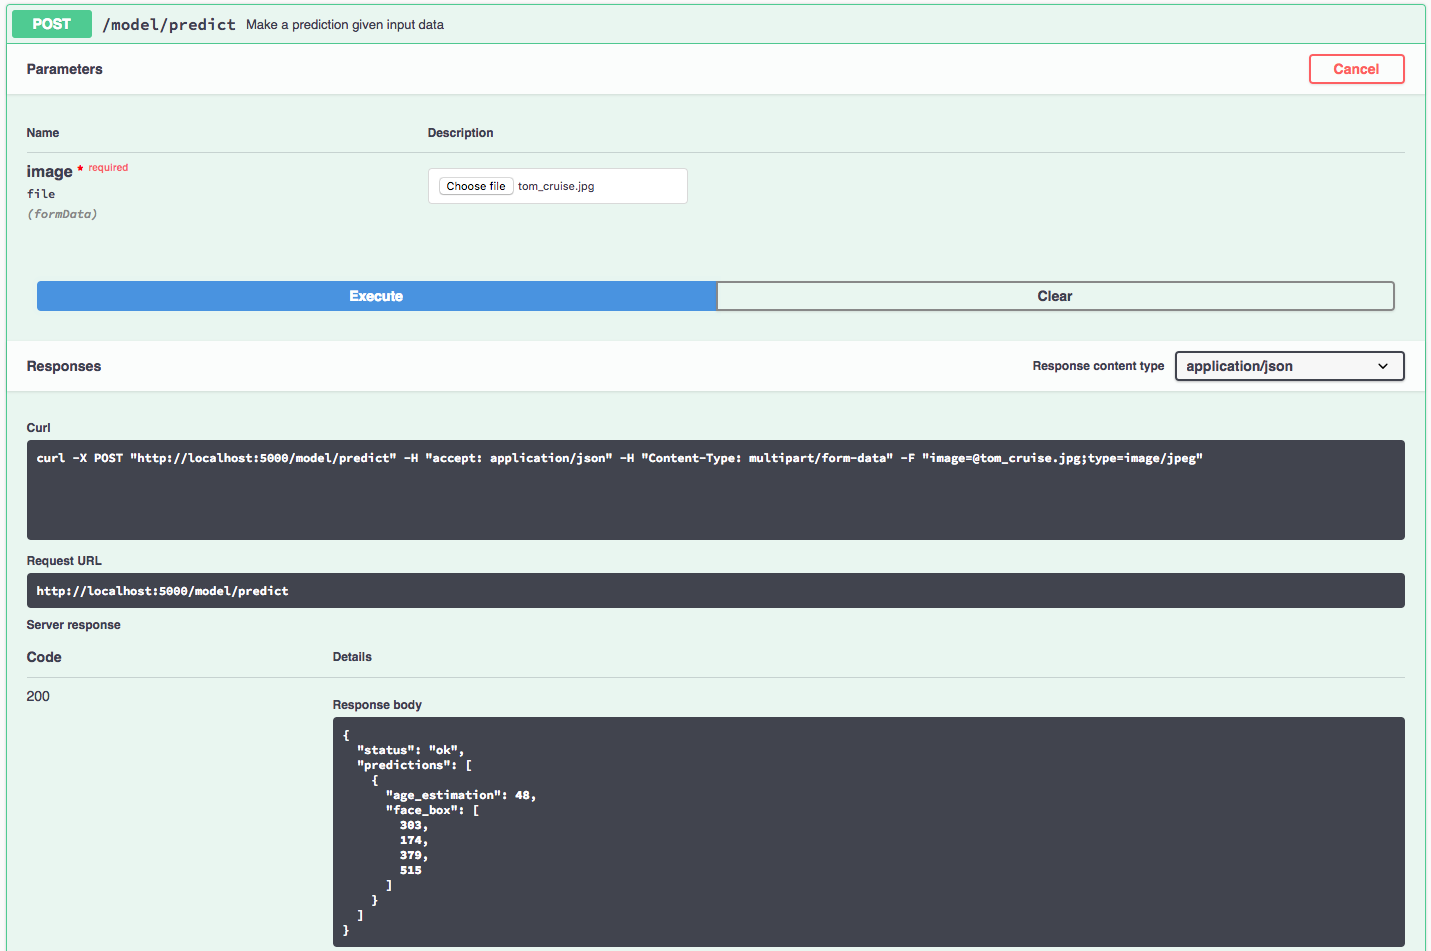 POST /model/predict Make a prediction given input data
Parameters
Cancel
Name Description
image * required
file
(formData)
Choose file tom_cruise.jpg
Execute Clear
Responses
Response content type application/json
Curl
curl -X POST "http://localhost:5000/model/predict" -H "accept: application/json" -H "Content-Type: multipart/form-data" -F "image=@tom_cruise.jpg;type=image/jpeg"
Request URL
http://localhost:5000/model/predict
Server response
Code Details
200
Response body
{
  "status": "ok",
  "predictions": [
    {
      "age_estimation": 48,
      "face_box": [
        303,
        174,
        379,
        515
      ]
    }
  ]
}